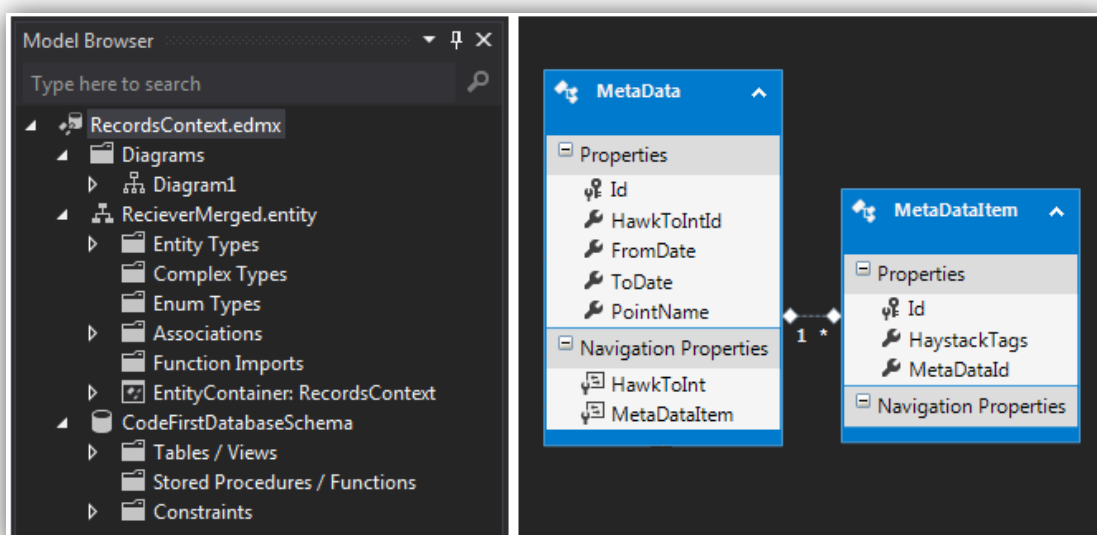 Model Browser
Type here to search
RecordsContext.edmx
Diagrams
Diagram1
RecieverMerged.entity
Entity Types
Complex Types
Enum Types
Associations
Function Imports
EntityContainer: RecordsContext
CodeFirstDatabaseSchema
Tables / Views
Stored Procedures / Functions
Constraints
MetaData
Properties
Id
HawkToIntId
FromDate
ToDate
PointName
Navigation Properties
HawkToInt
MetaDataItem
1 *
MetaDataItem
Properties
Id
HaystackTags
MetaDataId
Navigation Properties